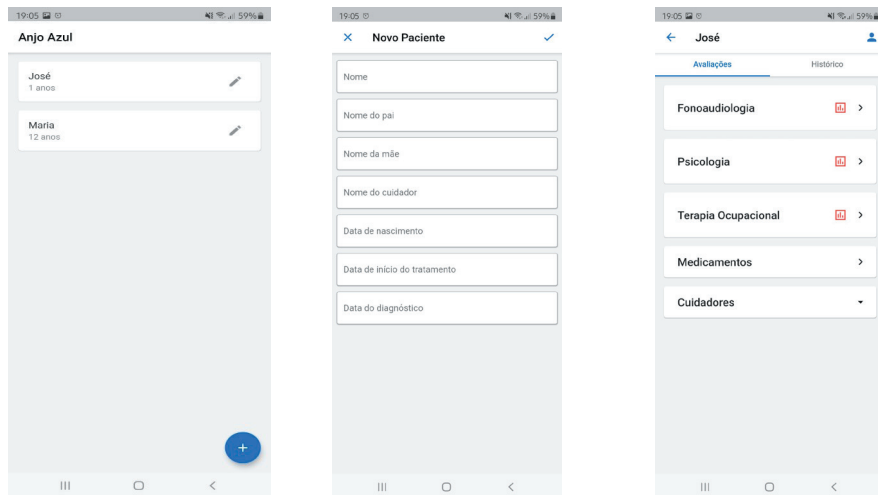 19:05
59%
Anjo Azul
José
1 anos
Maria
12 anos
19:05
59%
Novo Paciente
Nome
Nome do pai
Nome da mãe
Nome do cuidador
Data de nascimento
Data de início do tratamento
Data do diagnóstico
19:05
59%
José
Avaliações
Histórico
Fonoaudiologia
Psicologia
Terapia Ocupacional
Medicamentos
Cuidadores